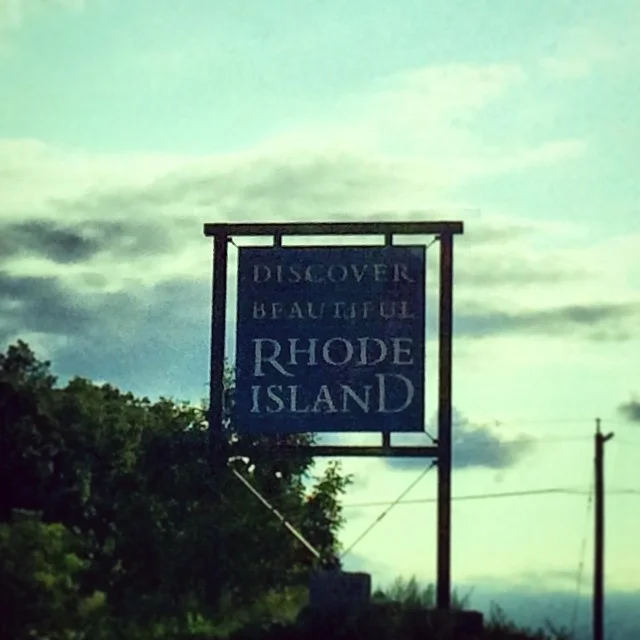 DISCOVER
BEAUTIFUL
RHODE
ISLAND